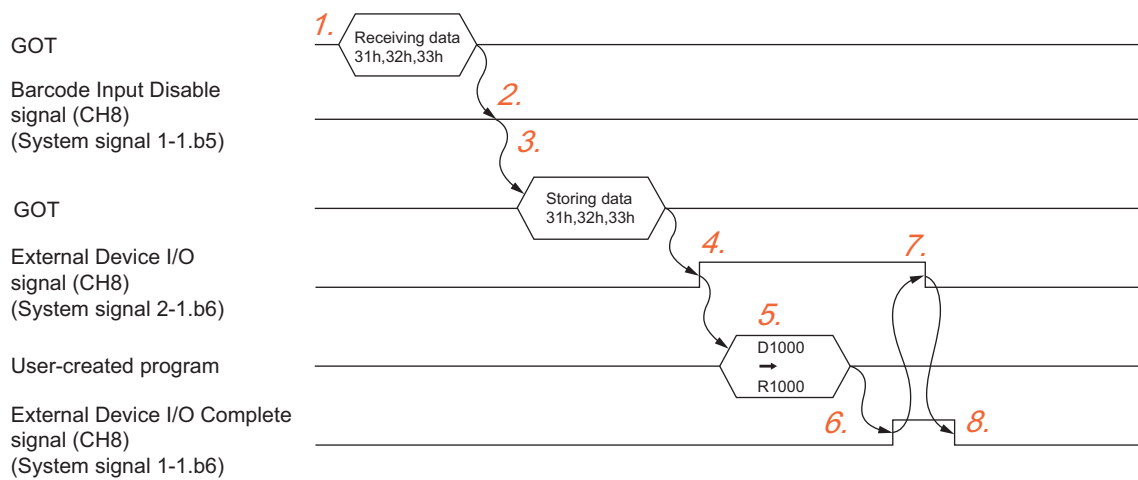 1.
GOT
Receiving data
31h,32h,33h
Barcode Input Disable
signal (CH8)
(System signal 1-1.b5)
2.
3.
GOT
Storing data
31h,32h,33h
External Device I/O
signal (CH8)
(System signal 2-1.b6)
4.
7.
5.
User-created program
D1000
→
R1000
External Device I/O Complete
signal (CH8)
(System signal 1-1.b6)
6.
8.